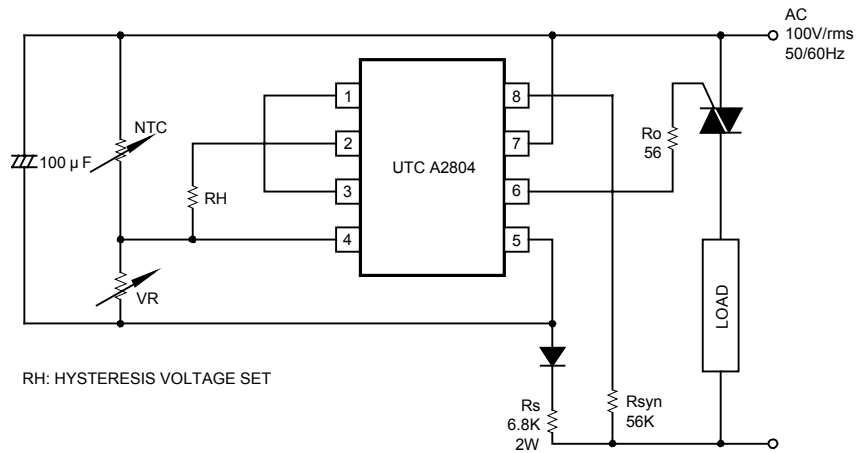 AC
100V/rms
50/60Hz
1
8
NTC
2
7
Ro
56
100 µ F
UTC A2804
RH
3
6
4
5
VR
LOAD
RH: HYSTERESIS VOLTAGE SET
Rs
6.8K
2W
Rsyn
56K